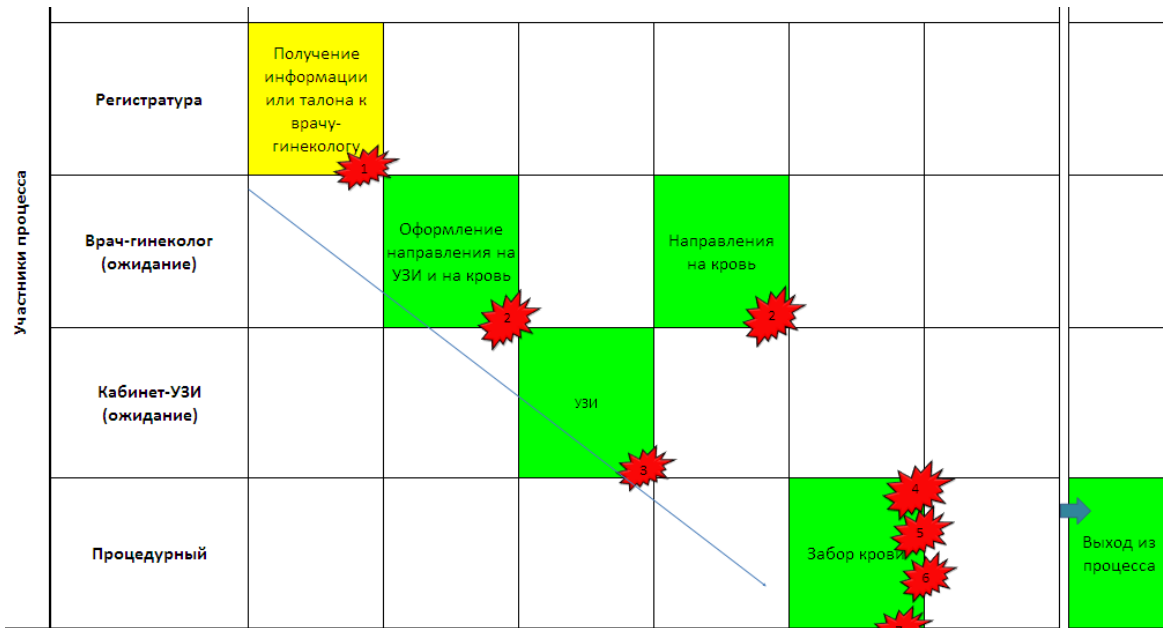 Участники процесса
Регистратура
Получение
информации
или талона к
врачу-
гинекологу
1
Врач-гинеколог
(ожидание)
Оформление
направления на
УЗИ и на кровь
2
Направления
на кровь
2
Кабинет-УЗИ
(ожидание)
УЗИ
3
Процедурный
Забор крови
4
5
6
Выход из
процесса